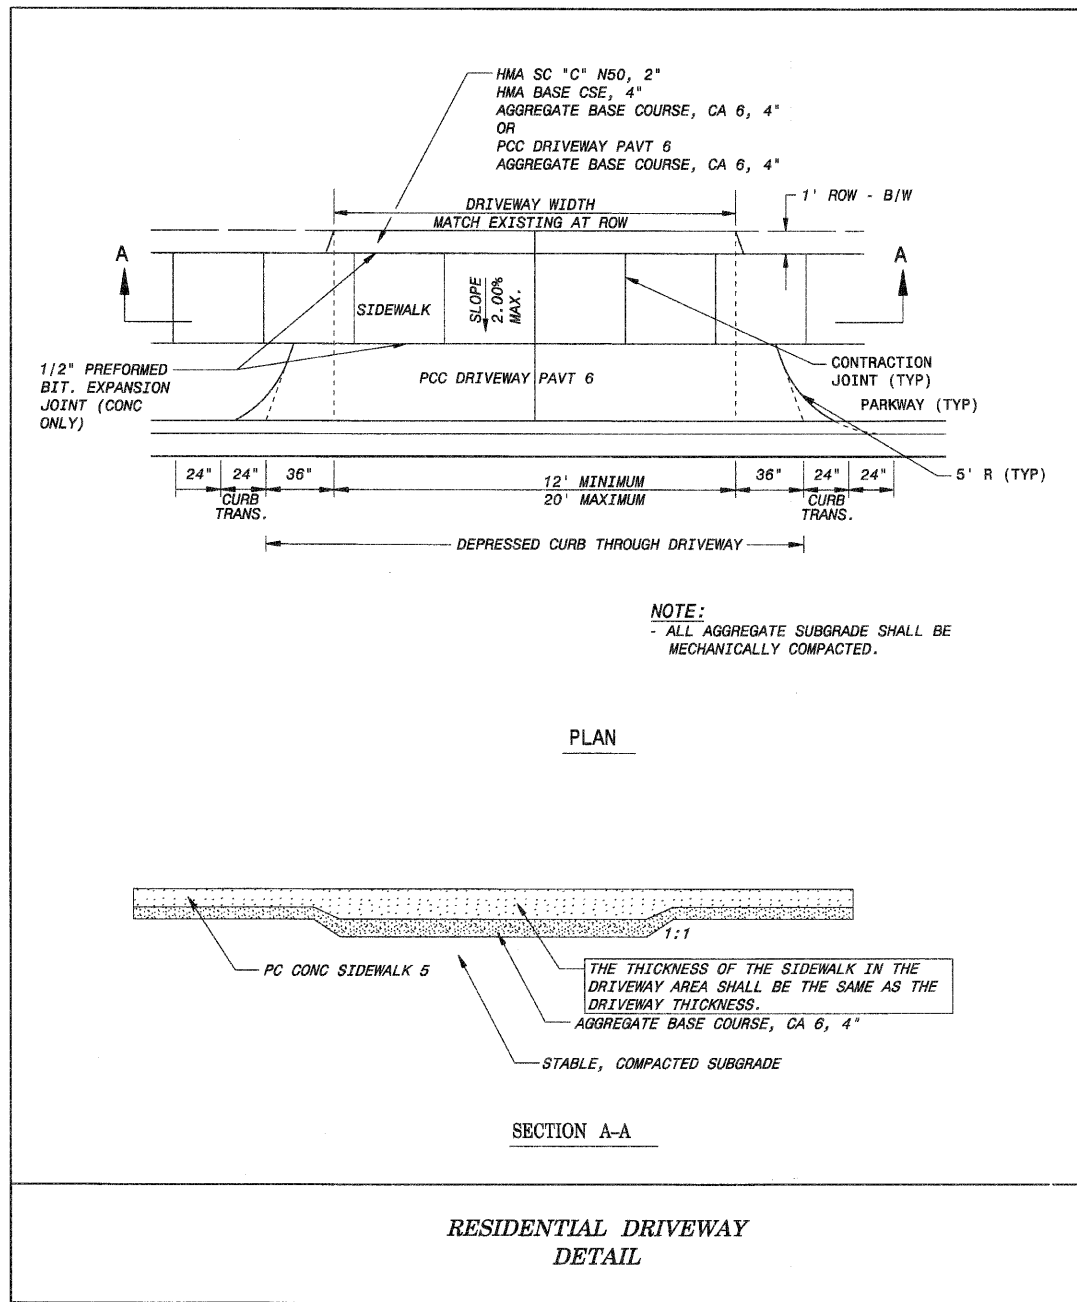 HMA SC "C" N50, 2"
HMA BASE CSE, 4"
AGGREGATE BASE COURSE, CA 6, 4"
OR
PCC DRIVEWAY PAVT 6
AGGREGATE BASE COURSE, CA 6, 4"
DRIVEWAY WIDTH
MATCH EXISTING AT ROW
1' ROW - B/W
A
A
SIDEWALK
SLOPE
2.00%
MAX.
1/2" PREFORMED
BIT. EXPANSION
JOINT (CONC
ONLY)
PCC DRIVEWAY PAVT 6
CONTRACTION
JOINT (TYP)
PARKWAY (TYP)
5' R (TYP)
24"
24"
36"
12' MINIMUM
20' MAXIMUM
36"
24"
24"
CURB
TRANS.
CURB
TRANS.
DEPRESSED CURB THROUGH DRIVEWAY
NOTE:
- ALL AGGREGATE SUBGRADE SHALL BE
MECHANICALLY COMPACTED.
PLAN
1:1
PC CONC SIDEWALK 5
THE THICKNESS OF THE SIDEWALK IN THE
DRIVEWAY AREA SHALL BE THE SAME AS THE
DRIVEWAY THICKNESS.
AGGREGATE BASE COURSE, CA 6, 4"
STABLE, COMPACTED SUBGRADE
SECTION A-A
RESIDENTIAL DRIVEWAY
DETAIL